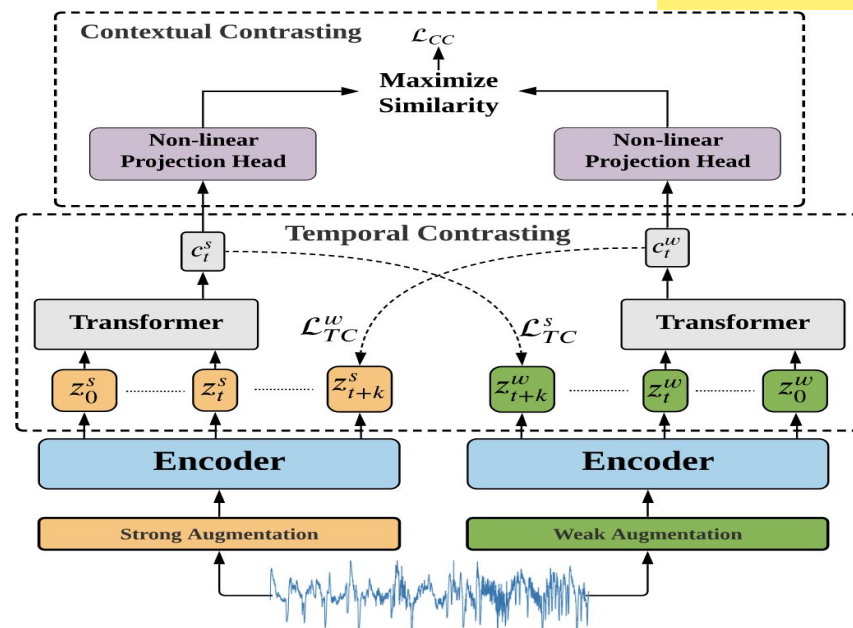 Contextual Contrasting
ℒ_CC
Maximize
Similarity
Non-linear
Projection Head
Non-linear
Projection Head
Temporal Contrasting
c_t^s
c_t^w
Transformer
ℒ_TC^w
ℒ_TC^s
Transformer
z_0^s
z_t^s
z_{t+k}^s
z_{t+k}^w
z_t^w
z_0^w
Encoder
Encoder
Strong Augmentation
Weak Augmentation